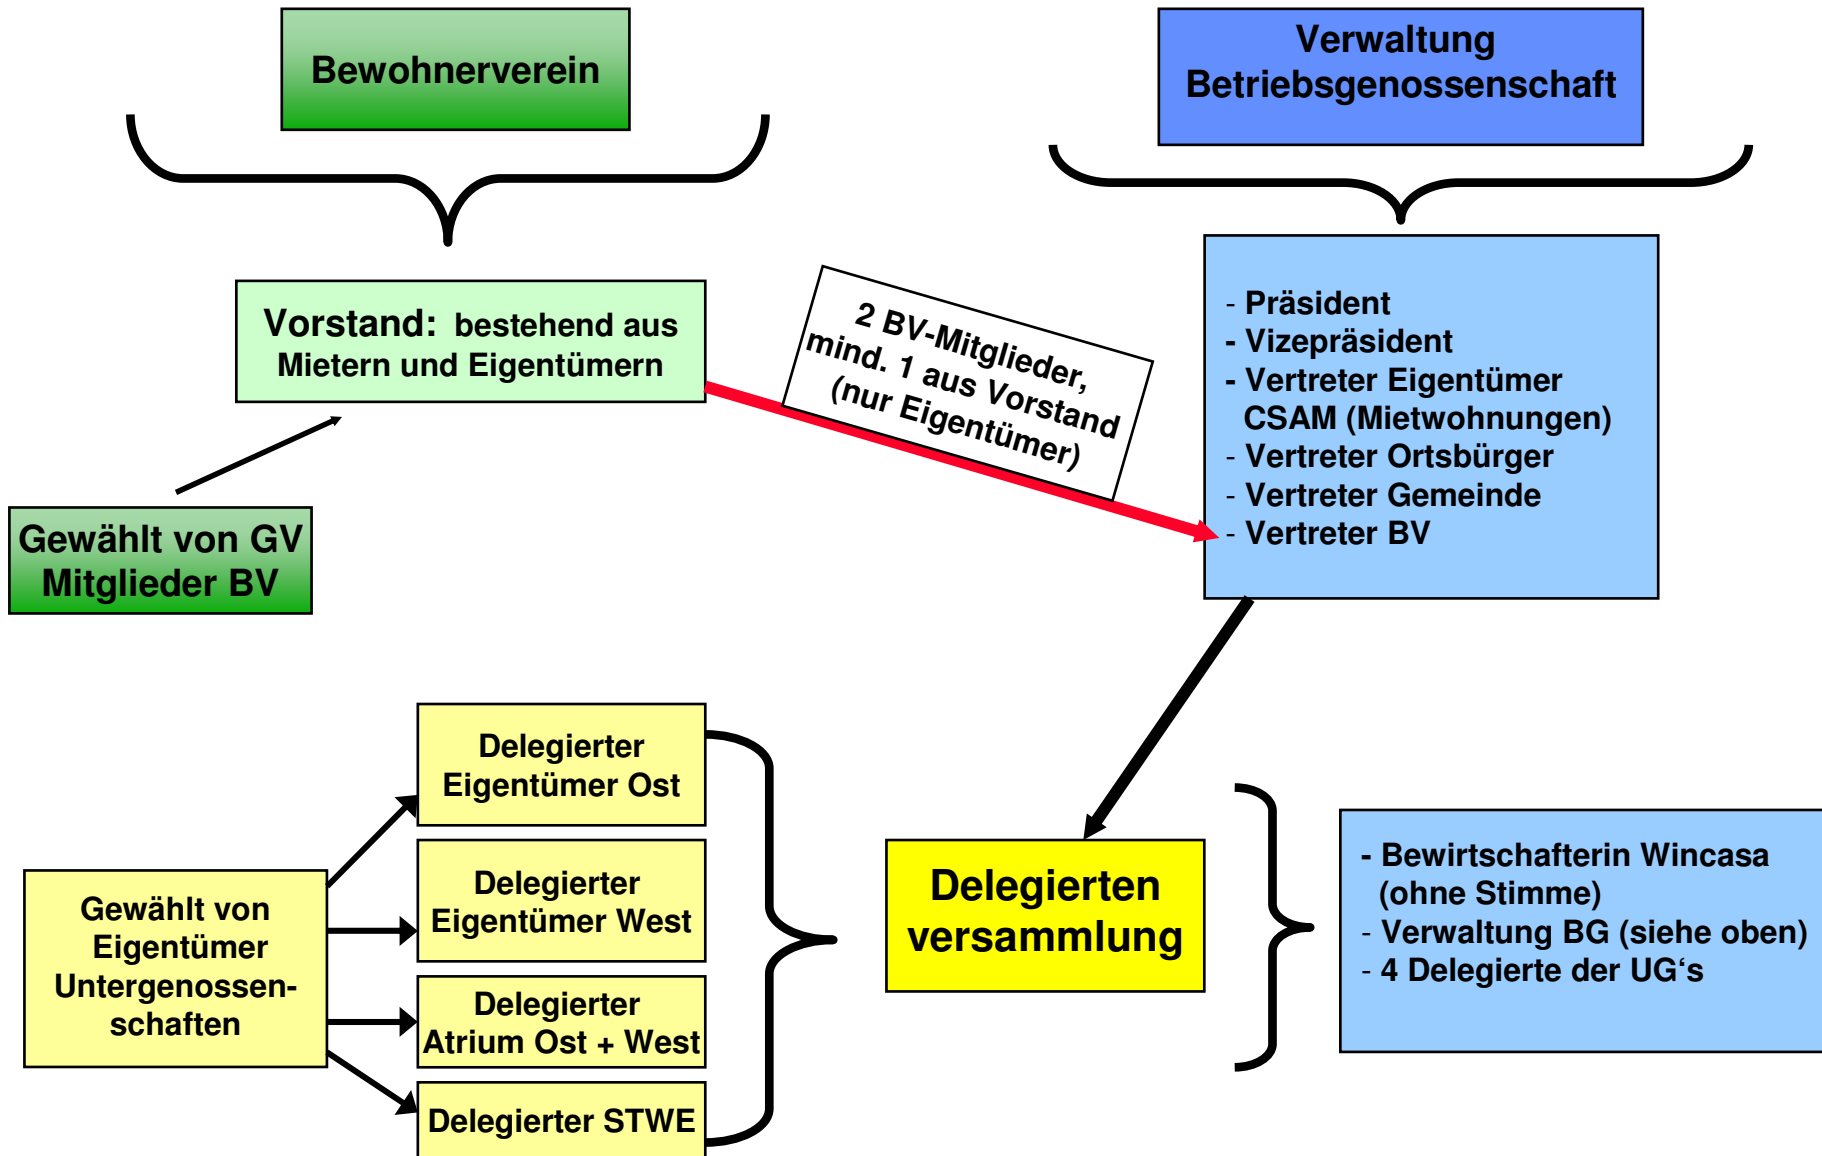 Bewohnerverein
Verwaltung
Betriebsgenossenschaft
Vorstand: bestehend aus
Mietern und Eigentümern
2 BV-Mitglieder,
mind. 1 aus Vorstand
(nur Eigentümer)
- Präsident
- Vizepräsident
- Vertreter Eigentümer
CSAM (Mietwohnungen)
- Vertreter Ortsbürger
- Vertreter Gemeinde
- Vertreter BV
Gewählt von GV
Mitglieder BV
Delegierter
Eigentümer Ost
Delegierter
Eigentümer West
Delegierter
Atrium Ost + West
Delegierter STWE
Gewählt von
Eigentümer
Untergenossen-
schaften
Delegierten
versammlung
- Bewirtschafterin Wincasa
(ohne Stimme)
- Verwaltung BG (siehe oben)
- 4 Delegierte der UG‘s